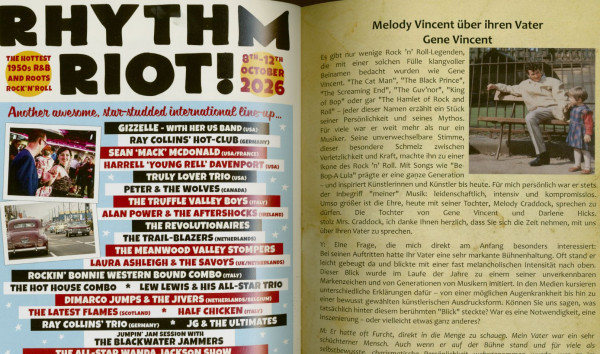 RHYTHM
RIOT!
THE HOTTEST
1950s R&B
AND ROOTS
ROCK'N'ROLL
8TH-12TH
OCTOBER
2026
Another awesome, star-studded international line-up...
GIZZELLE - WITH HER US BAND (USA)
RAY COLLINS' HOT-CLUB (GERMANY)
SEAN 'MACK' MCDONALD (USA/FRANCE)
HARRELL 'YOUNG RELL' DAVENPORT (USA)
TRULY LOVER TRIO (USA)
PETER & THE WOLVES (CANADA)
THE TRUFFLE VALLEY BOYS (ITALY)
ALAN POWER & THE AFTERSHOCKS (IRELAND)
THE REVOLUTIONAIRES
THE TRAIL-BLAZERS (NETHERLANDS)
THE MEANWOOD VALLEY STOMPERS
LAURA ASHLEIGH & THE SAVOYS (UK/NETHERLANDS)
ROCKIN' BONNIE WESTERN BOUND COMBO (ITALY)
THE HOT HOUSE COMBO * LEW LEWIS & HIS ALL-STAR TRIO
DIMARCO JUMPS & THE JIVERS (NETHERLANDS/BELGIUM)
THE LATEST FLAMES (SCOTLAND) * HALF CHICKEN (ITALY)
RAY COLLINS' TRIO (GERMANY) * JG & THE ULTIMATES
JUMPIN' JAM SESSION WITH
THE BLACKWATER JAMMERS
THE ALL-STAR WANDA JACKSON SHOW
Melody Vincent über ihren Vater
Gene Vincent
Es gibt nur wenige Rock 'n' Roll-Legenden,
die mit einer solchen Fülle klangvoller
Beinamen bedacht wurden wie Gene
Vincent. "The Cat Man", "The Black Prince",
"The Screaming End", "The Guv'nor", "King
of Bop" oder gar "The Hamlet of Rock and
Roll" – jeder dieser Namen erzählt ein Stück
seiner Persönlichkeit und seines Mythos.
Für viele war er weit mehr als nur ein
Musiker. Seine unverwechselbare Stimme,
dieser besondere Schmelz zwischen
Verletzlichkeit und Kraft, machte ihn zu einer
Ikone des Rock 'n' Roll. Mit Songs wie "Be-
Bop-A-Lula" prägte er eine ganze Generation
– und inspiriert Künstlerinnen und Künstler bis heute. Für mich persönlich war er stets
der Inbegriff "meiner" Musik: leidenschaftlich, intensiv und kompromisslos.
Umso größer ist die Ehre, heute mit seiner Tochter, Melody Craddock, sprechen zu
dürfen. Die Tochter von Gene Vincent und Darlene Hicks.
Mrs. Craddock, ich danke Ihnen herzlich, dass Sie sich die Zeit nehmen, mit uns
über Ihren Vater zu sprechen.
Y: Eine Frage, die mich direkt am Anfang besonders interessiert:
Bei seinen Auftritten hatte Ihr Vater eine sehr markante Bühnenhaltung. Oft stand er
leicht gebeugt da und blickte mit einer fast melancholischen Intensität nach oben.
Dieser Blick wurde im Laufe der Jahre zu einem seiner unverkennbaren
Markenzeichen und von Generationen von Musikern imitiert. In den Medien kursieren
unterschiedliche Erklärungen dafür – von einer möglichen Augenkrankheit bis hin zu
einer bewusst gewählten künstlerischen Ausdrucksform. Können Sie uns sagen, was
tatsächlich hinter diesem berühmten "Blick" steckte? War es eine Notwendigkeit, eine
Inszenierung – oder vielleicht etwas ganz anderes?
M: Er hatte oft Furcht, direkt in die Menge zu schauen. Mein Vater war ein sehr
schüchterner Mensch. Auch wenn er auf der Bühne stand und für viele als